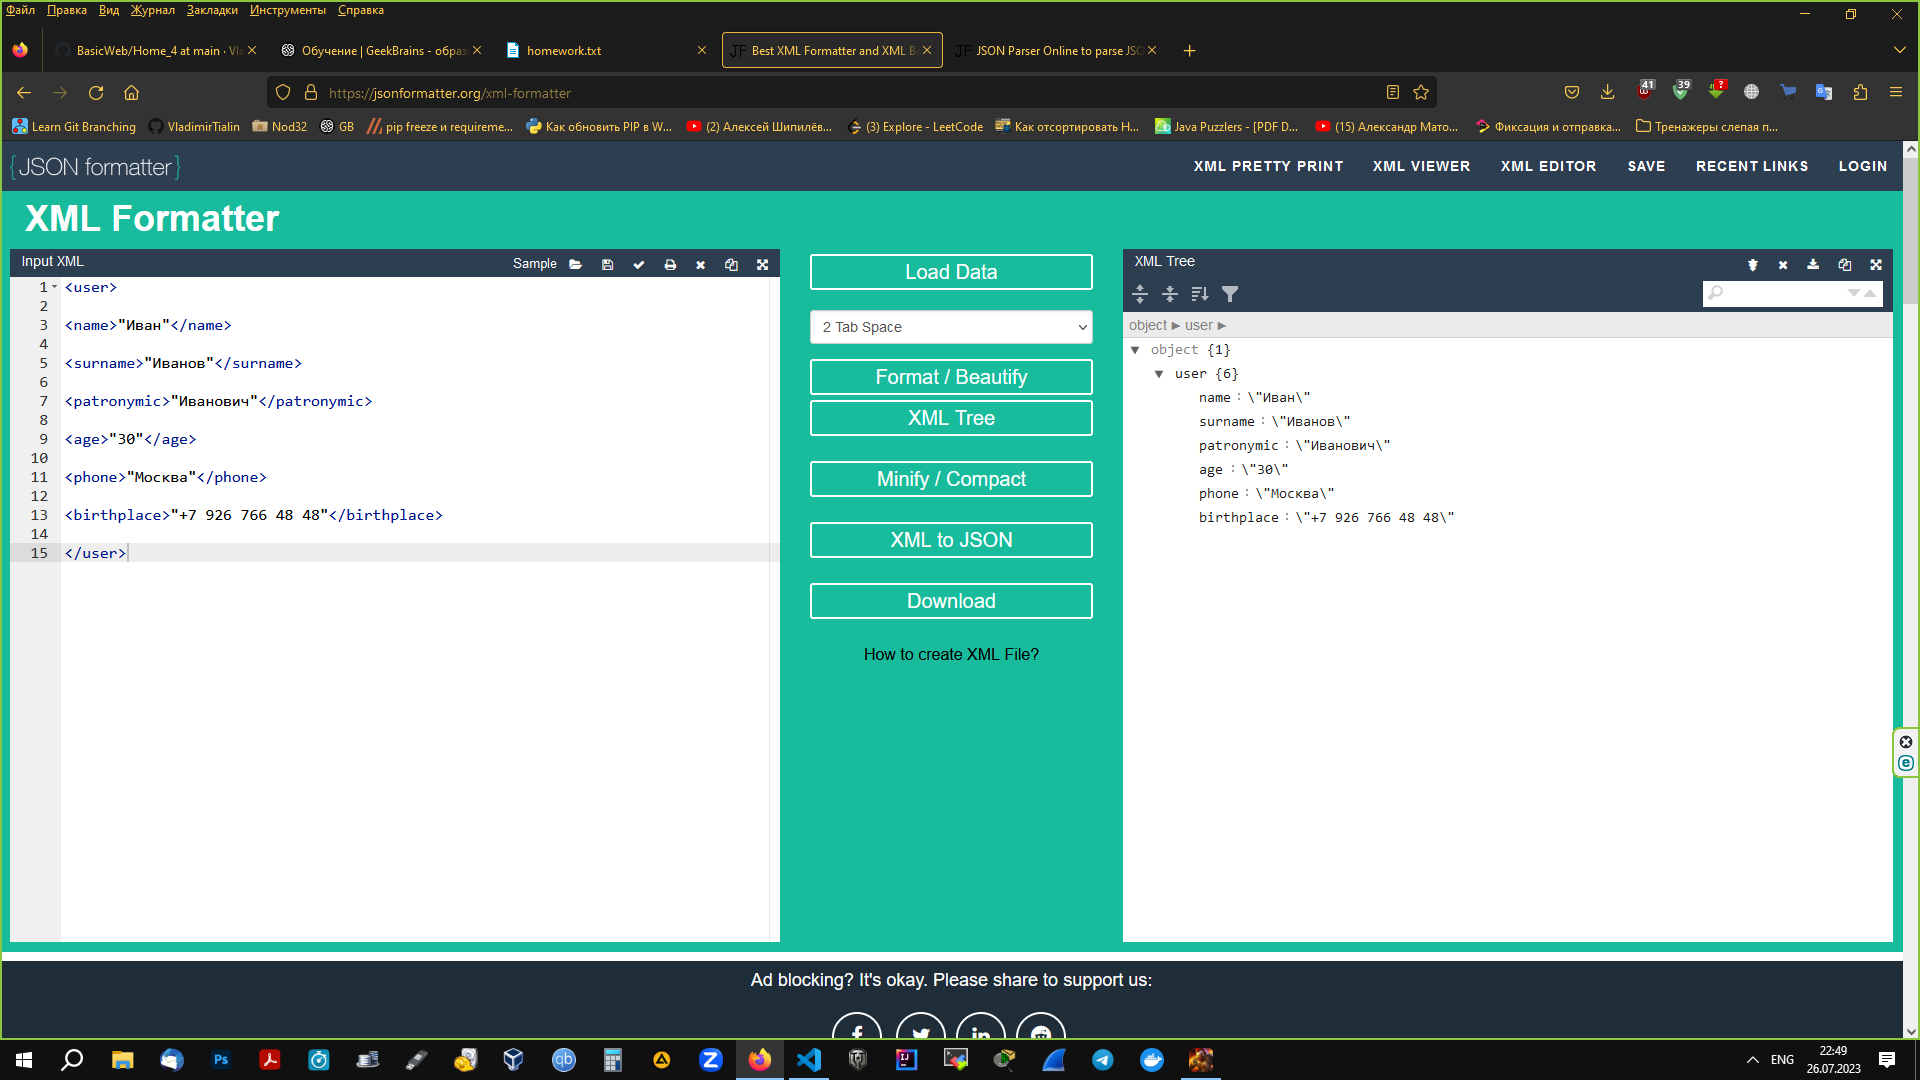 Файл Правка Вид Журнал Закладки Инструменты Справка
BasicWeb/Home_4 at main · Vla
Обучение | GeekBrains - образ
homework.txt
Best XML Formatter and XML Be
JSON Parser Online to parse JSO
https://jsonformatter.org/xml-formatter
41
39
?
Learn Git Branching
VladimirTialin
Nod32
GB
pip freeze и requireme...
Как обновить PIP в W...
(2) Алексей Шипилёв...
(3) Explore - LeetCode
Как отсортировать H...
Java Puzzlers - [PDF D...
(15) Александр Мато...
Фиксация и отправка...
Тренажеры слепая п...
{JSON formatter}
XML PRETTY PRINT
XML VIEWER
XML EDITOR
SAVE
RECENT LINKS
LOGIN
XML Formatter
Input XML
Sample
1 <user>
2
3 <name>"Иван"</name>
4
5 <surname>"Иванов"</surname>
6
7 <patronymic>"Иванович"</patronymic>
8
9 <age>"30"</age>
10
11 <phone>"Москва"</phone>
12
13 <birthplace>"+7 926 766 48 48"</birthplace>
14
15 </user>
Load Data
2 Tab Space
Format / Beautify
XML Tree
Minify / Compact
XML to JSON
Download
How to create XML File?
XML Tree
object ► user ►
object {1}
user {6}
name : \"Иван\"
surname : \"Иванов\"
patronymic : \"Иванович\"
age : \"30\"
phone : \"Москва\"
birthplace : \"+7 926 766 48 48\"
Ad blocking? It's okay. Please share to support us:
Ps
qb
Z
IJ
ENG
22:49
26.07.2023